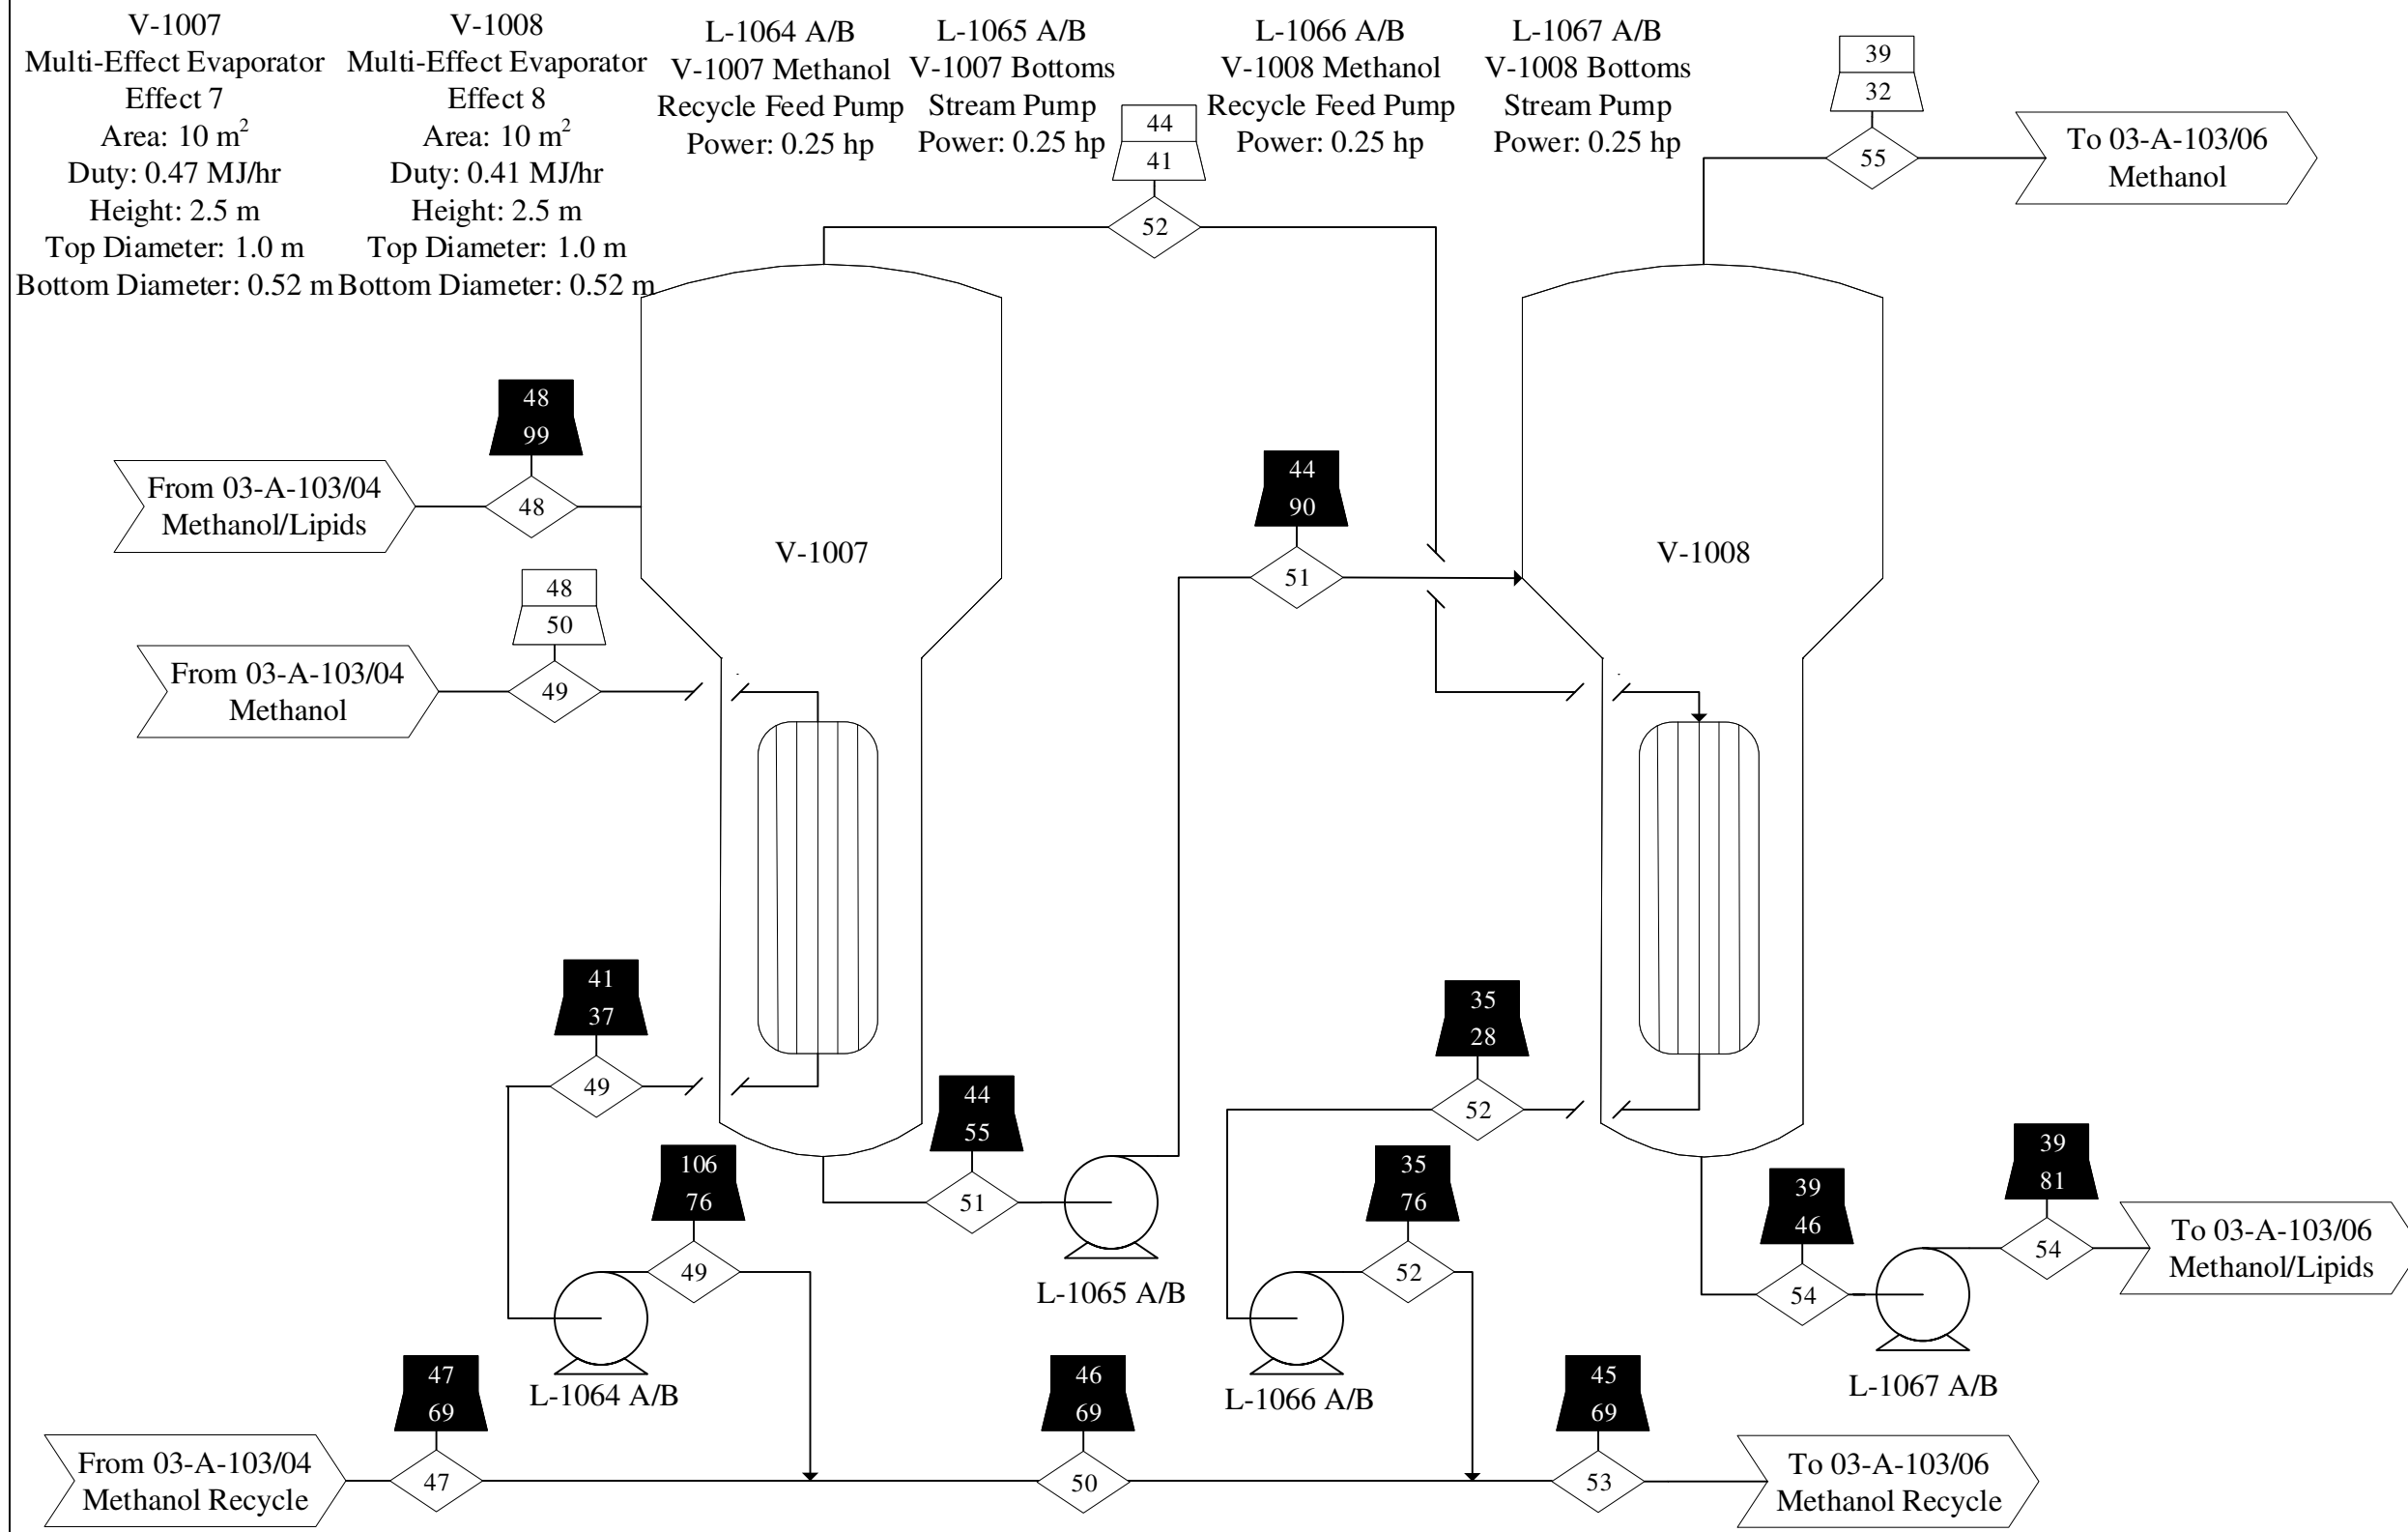 V-1007
Multi-Effect Evaporator
Effect 7
Area: 10 m²
Duty: 0.47 MJ/hr
Height: 2.5 m
Top Diameter: 1.0 m
Bottom Diameter: 0.52 m
V-1008
Multi-Effect Evaporator
Effect 8
Area: 10 m²
Duty: 0.41 MJ/hr
Height: 2.5 m
Top Diameter: 1.0 m
Bottom Diameter: 0.52 m
L-1064 A/B
V-1007 Methanol
Recycle Feed Pump
Power: 0.25 hp
L-1065 A/B
V-1007 Bottoms
Stream Pump
Power: 0.25 hp
L-1066 A/B
V-1008 Methanol
Recycle Feed Pump
Power: 0.25 hp
L-1067 A/B
V-1008 Bottoms
Stream Pump
Power: 0.25 hp
39
32
55
To 03-A-103/06
Methanol
44
41
52
48
99
From 03-A-103/04
Methanol/Lipids
48
V-1007
44
90
51
V-1008
48
50
From 03-A-103/04
Methanol
49
41
37
49
35
28
52
44
55
51
L-1065 A/B
106
76
49
L-1064 A/B
35
76
52
L-1066 A/B
39
46
54
L-1067 A/B
39
81
54
To 03-A-103/06
Methanol/Lipids
47
69
From 03-A-103/04
Methanol Recycle
47
46
69
50
45
69
53
To 03-A-103/06
Methanol Recycle